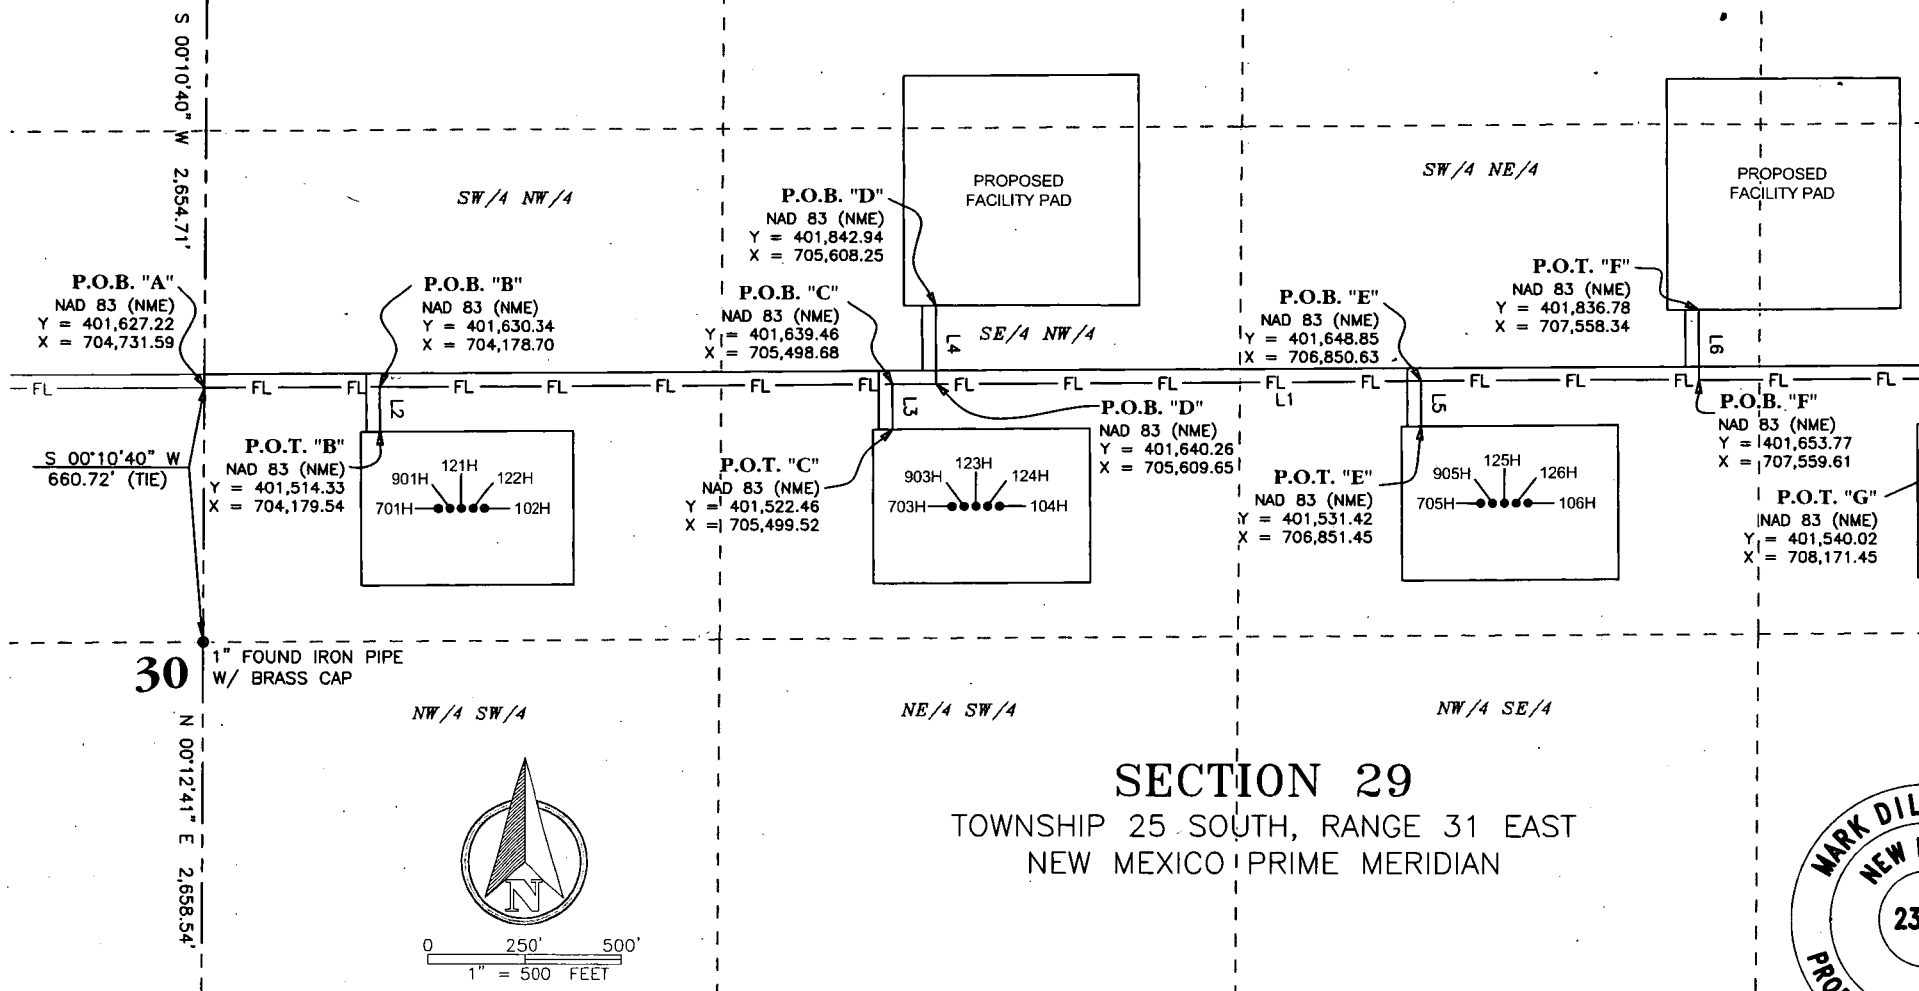 S 00°10'40" W 2,654.71'
SW/4 NW/4
P.O.B. "D"
NAD 83 (NME)
Y = 401,842.94
X = 705,608.25
PROPOSED
FACILITY PAD
SW/4 NE/4
PROPOSED
FACILITY PAD
P.O.B. "A"
NAD 83 (NME)
Y = 401,627.22
X = 704,731.59
P.O.B. "B"
NAD 83 (NME)
Y = 401,630.34
X = 704,178.70
P.O.B. "C"
NAD 83 (NME)
Y = 401,639.46
X = 705,498.68
L4
SE/4 NW/4
P.O.B. "E"
NAD 83 (NME)
Y = 401,648.85
X = 706,850.63
P.O.T. "F"
NAD 83 (NME)
Y = 401,836.78
X = 707,558.34
L6
FL FL FL FL FL FL FL FL FL FL FL FL FL FL FL FL FL FL
L1
L2
L3
L5
P.O.B. "D"
NAD 83 (NME)
Y = 401,640.26
X = 705,609.65
P.O.B. "F"
NAD 83 (NME)
Y = 401,653.77
X = 707,559.61
S 00°10'40" W
660.72' (TIE)
P.O.T. "B"
NAD 83 (NME)
Y = 401,514.33
X = 704,179.54
121H
901H 122H
701H 102H
P.O.T. "C"
NAD 83 (NME)
Y = 401,522.46
X = 705,499.52
123H
903H 124H
703H 104H
P.O.T. "E"
NAD 83 (NME)
Y = 401,531.42
X = 706,851.45
125H
905H 126H
705H 106H
P.O.T. "G"
NAD 83 (NME)
Y = 401,540.02
X = 708,171.45
30
1" FOUND IRON PIPE
W/ BRASS CAP
N 00°12'41" E 2,658.54'
NW/4 SW/4
NE/4 SW/4
NW/4 SE/4
SECTION 29
TOWNSHIP 25 SOUTH, RANGE 31 EAST
NEW MEXICO PRIME MERIDIAN
N
0 250' 500'
1" = 500 FEET
MARK DIL
NEW
23
PRO